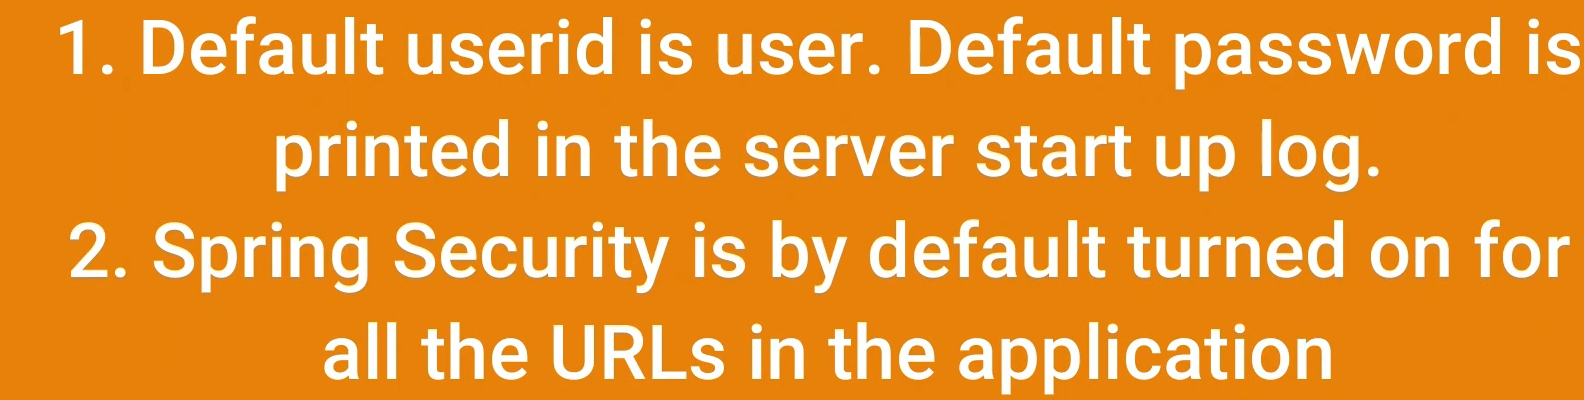 1. Default userid is user. Default password is
printed in the server start up log.
2. Spring Security is by default turned on for
all the URLs in the application